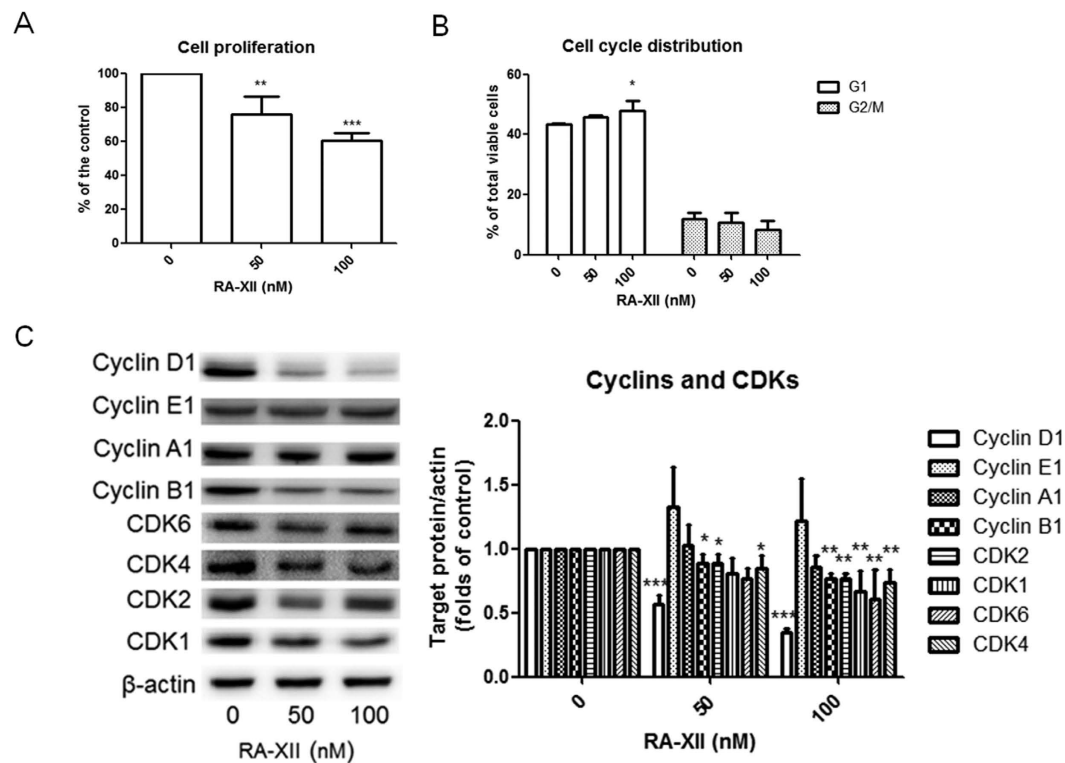 A
Cell proliferation
% of the control
100
80
60
40
20
0
**
***
0
50
100
RA-XII (nM)
B
Cell cycle distribution
% of total viable cells
60
40
20
0
*
0
50
100
0
50
100
RA-XII (nM)
G1
G2/M
C
Cyclin D1
Cyclin E1
Cyclin A1
Cyclin B1
CDK6
CDK4
CDK2
CDK1
β-actin
0 50 100
RA-XII (nM)
Cyclins and CDKs
Target protein/actin
(folds of control)
2.0
1.5
1.0
0.5
0.0
***
*
*
*
***
**
**
**
**
**
0
50
100
RA-XII (nM)
Cyclin D1
Cyclin E1
Cyclin A1
Cyclin B1
CDK2
CDK1
CDK6
CDK4